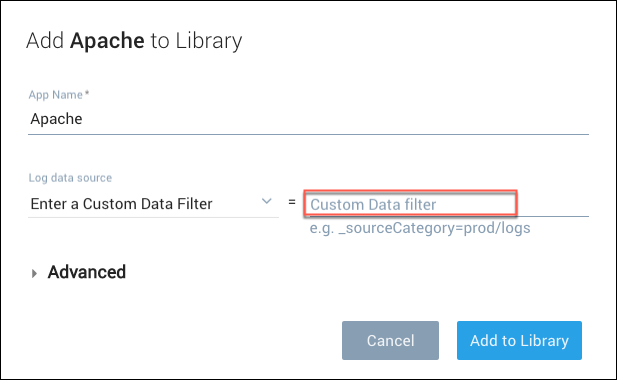 Add Apache to Library
App Name*
Apache
Log data source
Enter a Custom Data Filter = Custom Data filter
e.g. _sourceCategory=prod/logs
Advanced
Cancel Add to Library